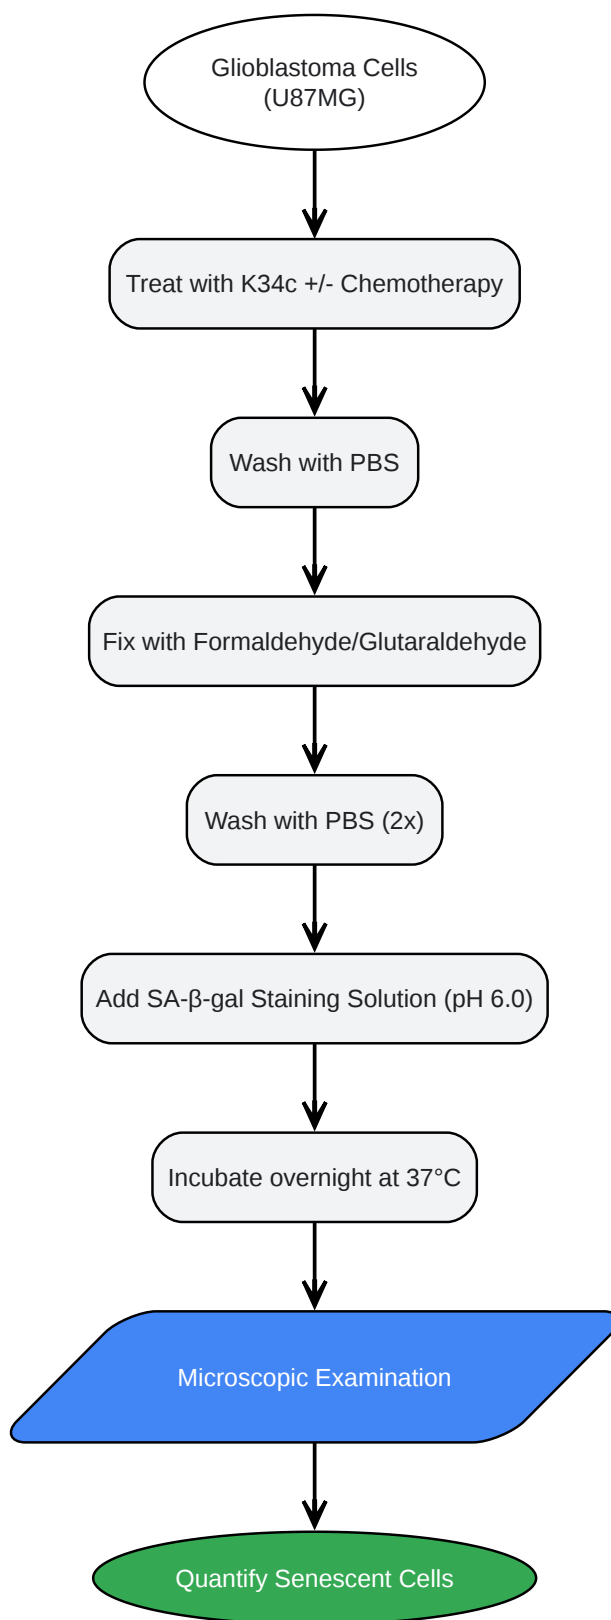 Glioblastoma Cells
(U87MG)
Treat with K34c +/- Chemotherapy
Wash with PBS
Fix with Formaldehyde/Glutaraldehyde
Wash with PBS (2x)
Add SA-β-gal Staining Solution (pH 6.0)
Incubate overnight at 37°C
Microscopic Examination
Quantify Senescent Cells